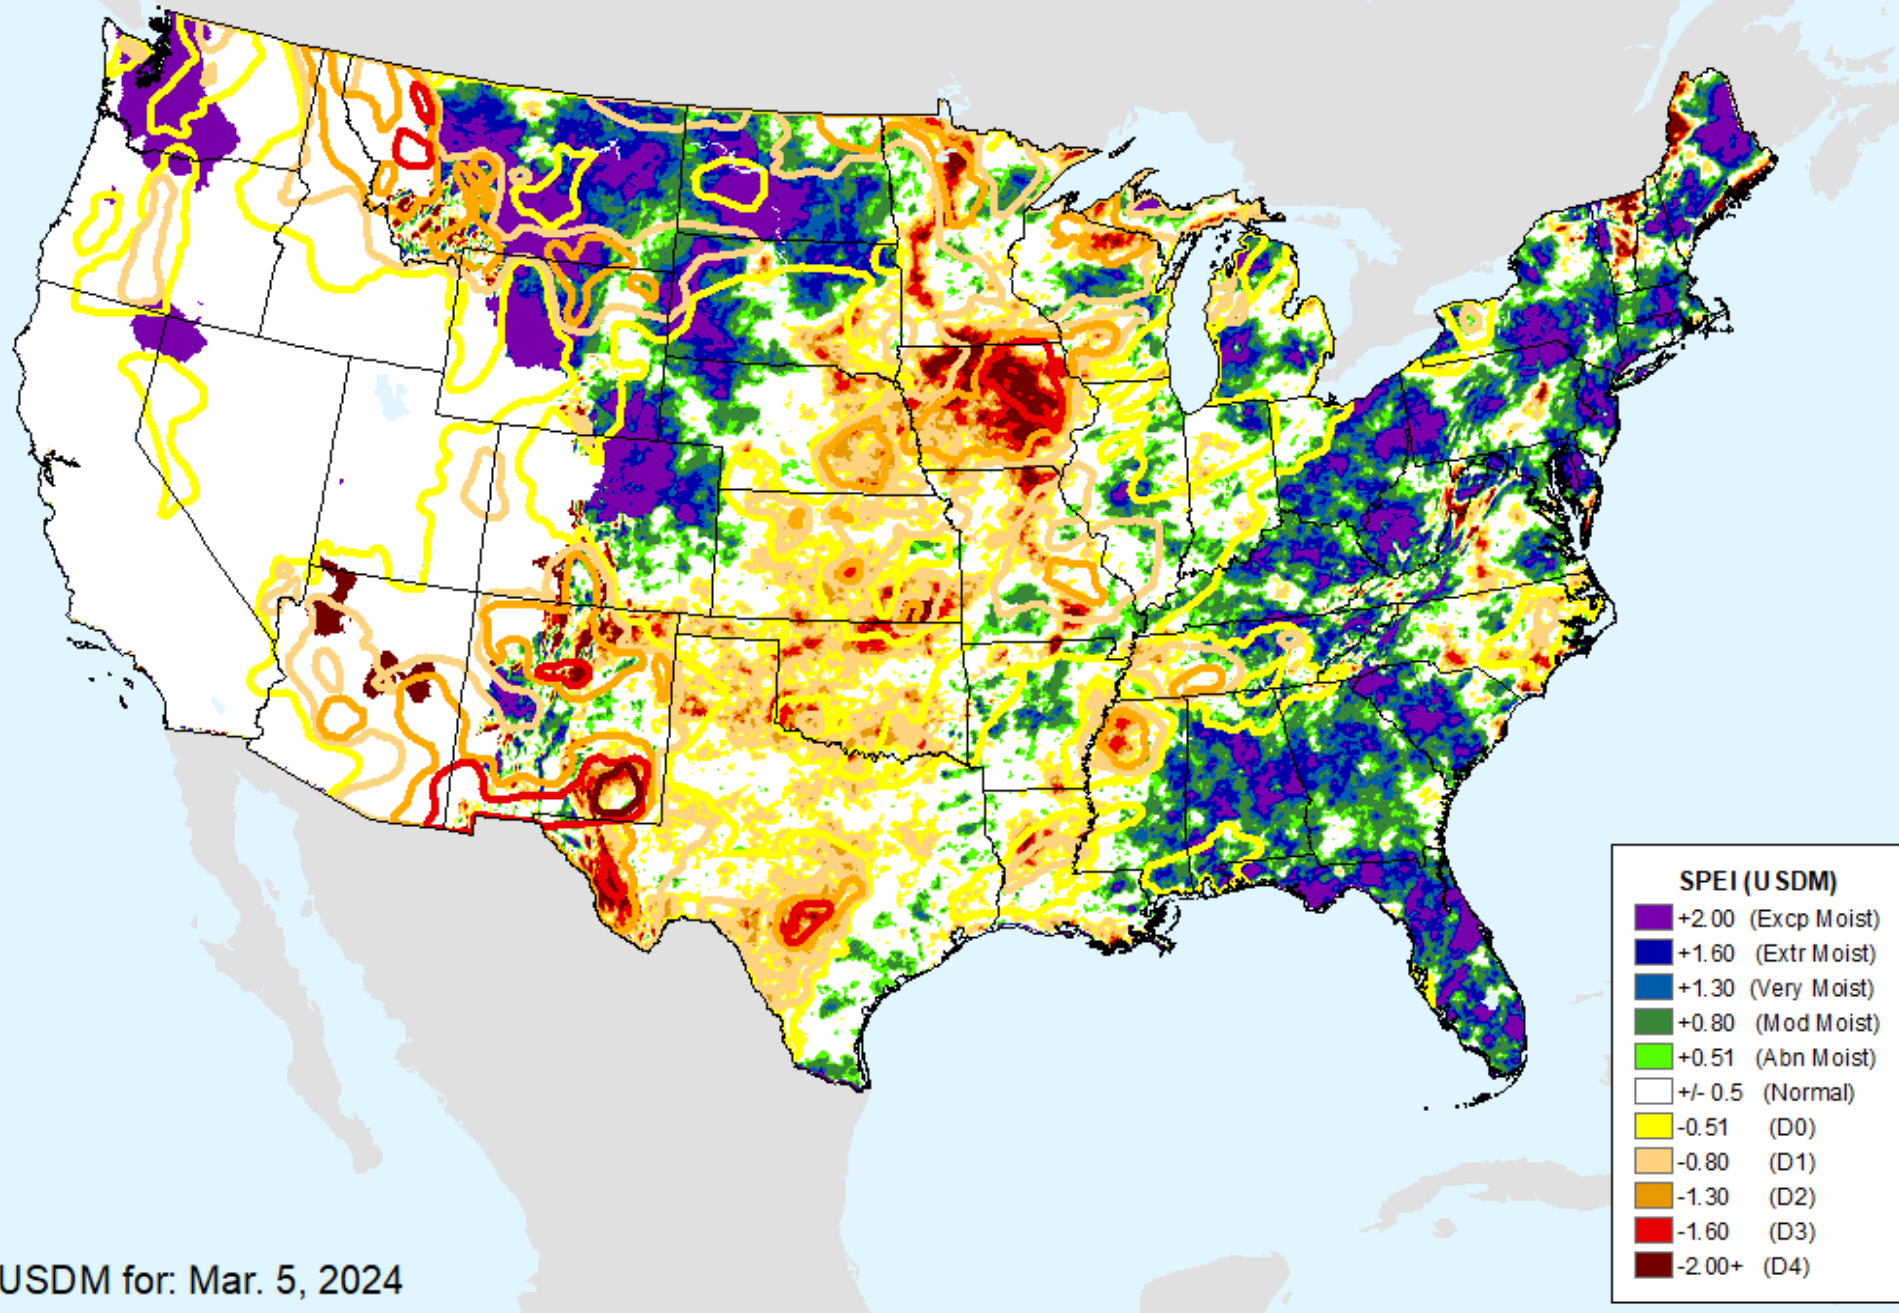 SPEI (USDM)
+2.00 (Excp Moist)
+1.60 (Extr Moist)
+1.30 (Very Moist)
+0.80 (Mod Moist)
+0.51 (Abn Moist)
+/- 0.5 (Normal)
-0.51 (D0)
-0.80 (D1)
-1.30 (D2)
-1.60 (D3)
-2.00+ (D4)
USDM for: Mar. 5, 2024